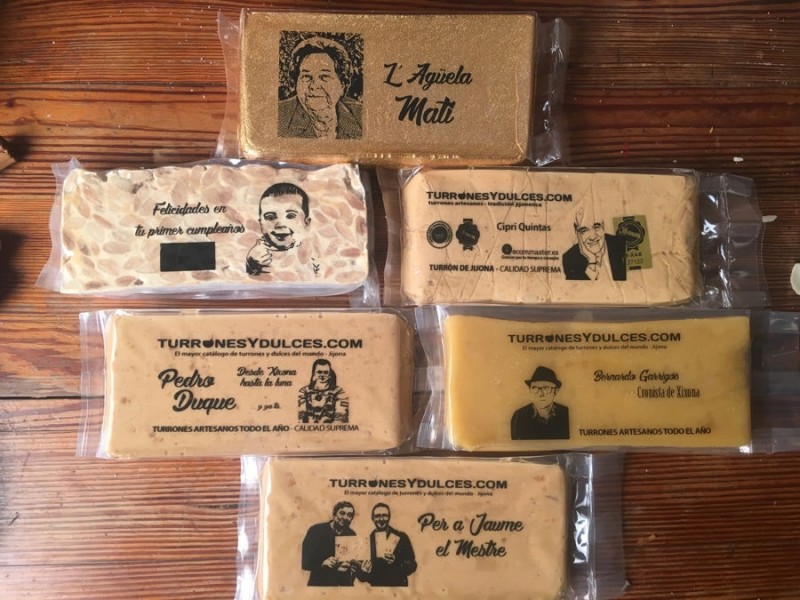 L' Agüela
Mati
Felicidades en
tu primer cumpleaños
TURRONESYDULCES.COM
turrones artesanos - tradición jijonenca
Cipri Quintas
ecommaster.es
TURRÓN DE JIJONA - CALIDAD SUPREMA
TURRONESYDULCES.COM
El mayor catálogo de turrones y dulces del mundo - Jijona
Pedro
Duque
Desde Xixona
hasta la luna
y pa ti.
TURRONES ARTESANOS TODO EL AÑO - CALIDAD SUPREMA
TURRONESYDULCES.COM
El mayor catálogo de turrones y dulces del mundo - Jijona
Bernardo Garrigós
Cronista de Xixona
TURRONES ARTESANOS TODO EL AÑO
TURRONESYDULCES.COM
El mayor catálogo de turrones y dulces del mundo - Jijona
Per a Jaume
el Mestre